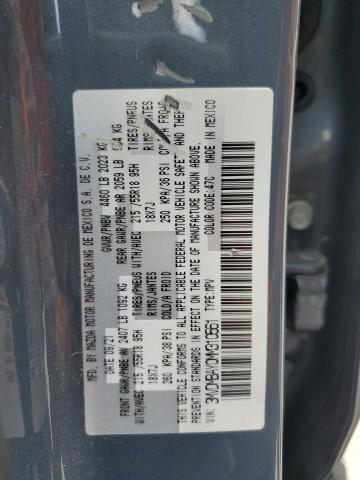 BY: MAZDA MOTOR MANUFACTURING DE MEXICO S.A. DE C.V.
DATE: 09/21 GVWR/PNBV 4460 LB 2023 KG
FRONT GAWR/PNBE AV 2407 LB 1092 KG REAR GAWR/PNBE AR 2059 LB KG
WITH/AVEC 215 /55R18 95H TIRES/PNEUS WITH/AVEC 215 /55R18 95H TIRES/PNEUS
18X7J RIMS/JANTES 18X7J
250 KPA/36 PSI COLD/A FROID 250 KPA/36 PSI
THIS VEHICLE CONFORMS TO ALL APPLICABLE FEDERAL MOTOR VEHICLE SAFETY AND
THEFT PREVENTION STANDARDS IN EFFECT ON THE DATE OF MANUFACTURE SHOWN ABOVE.
VIN: TYPE:MPV COLOR CODE:47C MADE IN MEXICO